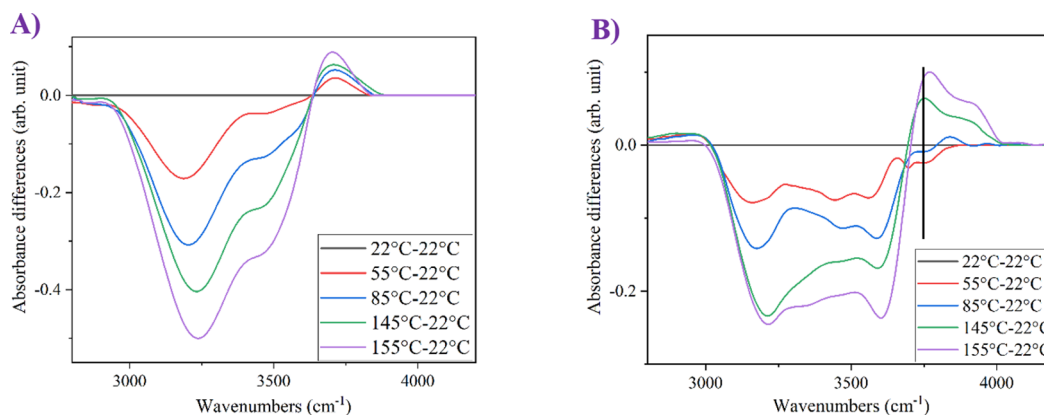 A)
Absorbance differences (arb. unit)
0.0
-0.2
-0.4
22°C-22°C
55°C-22°C
85°C-22°C
145°C-22°C
155°C-22°C
3000
3500
4000
Wavenumbers (cm⁻¹)
B)
Absorbance differences (arb. unit)
0.0
-0.2
22°C-22°C
55°C-22°C
85°C-22°C
145°C-22°C
155°C-22°C
3000
3500
4000
Wavenumbers (cm⁻¹)